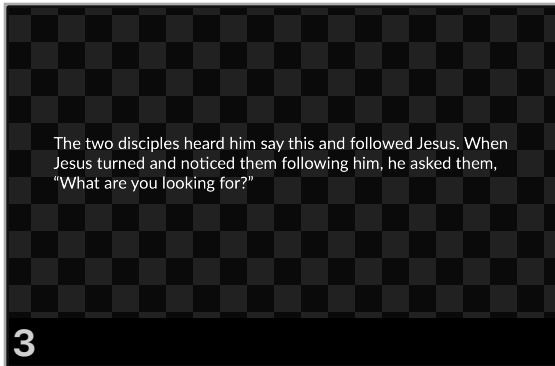 The two disciples heard him say this and followed Jesus. When
Jesus turned and noticed them following him, he asked them,
“What are you looking for?”
3